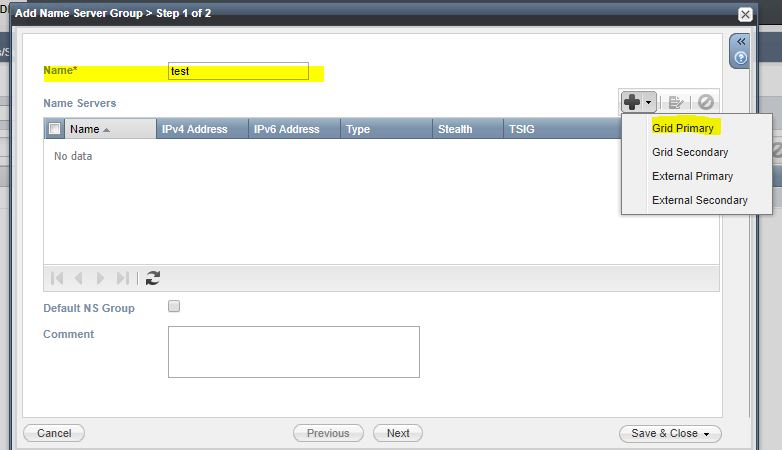 Add Name Server Group > Step 1 of 2
Name* test
Name Servers
Name IPv4 Address IPv6 Address Type Stealth TSIG
No data
Grid Primary
Grid Secondary
External Primary
External Secondary
Default NS Group
Comment
Cancel Previous Next Save & Close